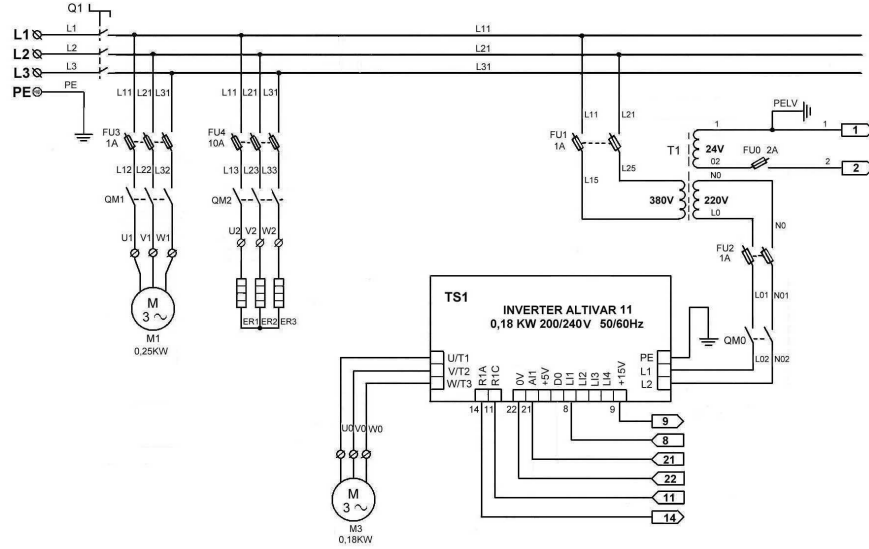 Q1
L1 L1 L11
L2 L2 L21
L3 L3 L31
PE PE
L11 L21 L31
L11 L21 L31
L11 L21
PELV
FU3
1A
FU4
10A
FU1
1A
T1
1 1 1
24V
FU0 2A
02 2 2
L12 L22 L32
L13 L23 L33
L15 L25
380V 220V
N0
L0
QM1
QM2
U1 V1 W1
U2 V2 W2
N0
FU2
1A
M
3 ~
M1
0,25KW
ER1 ER2 ER3
L01 N01
QM0
L02 N02
TS1
INVERTER ALTIVAR 11
0,18 KW 200/240V 50/60Hz
U/T1
V/T2
W/T3
R1A
R1C
0V
AI1
+5V
D0
LI1
LI2
LI3
LI4
+15V
PE
L1
L2
14 11 22 21 8 9
U0 V0 W0
9
8
21
22
11
14
M
3 ~
M3
0,18KW